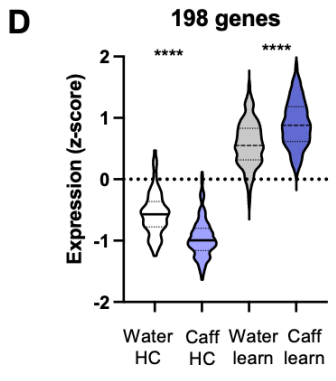 D
198 genes
**** ****
Expression (z-score)
2
1
0
-1
-2
Water Caff Water Caff
HC HC learn learn